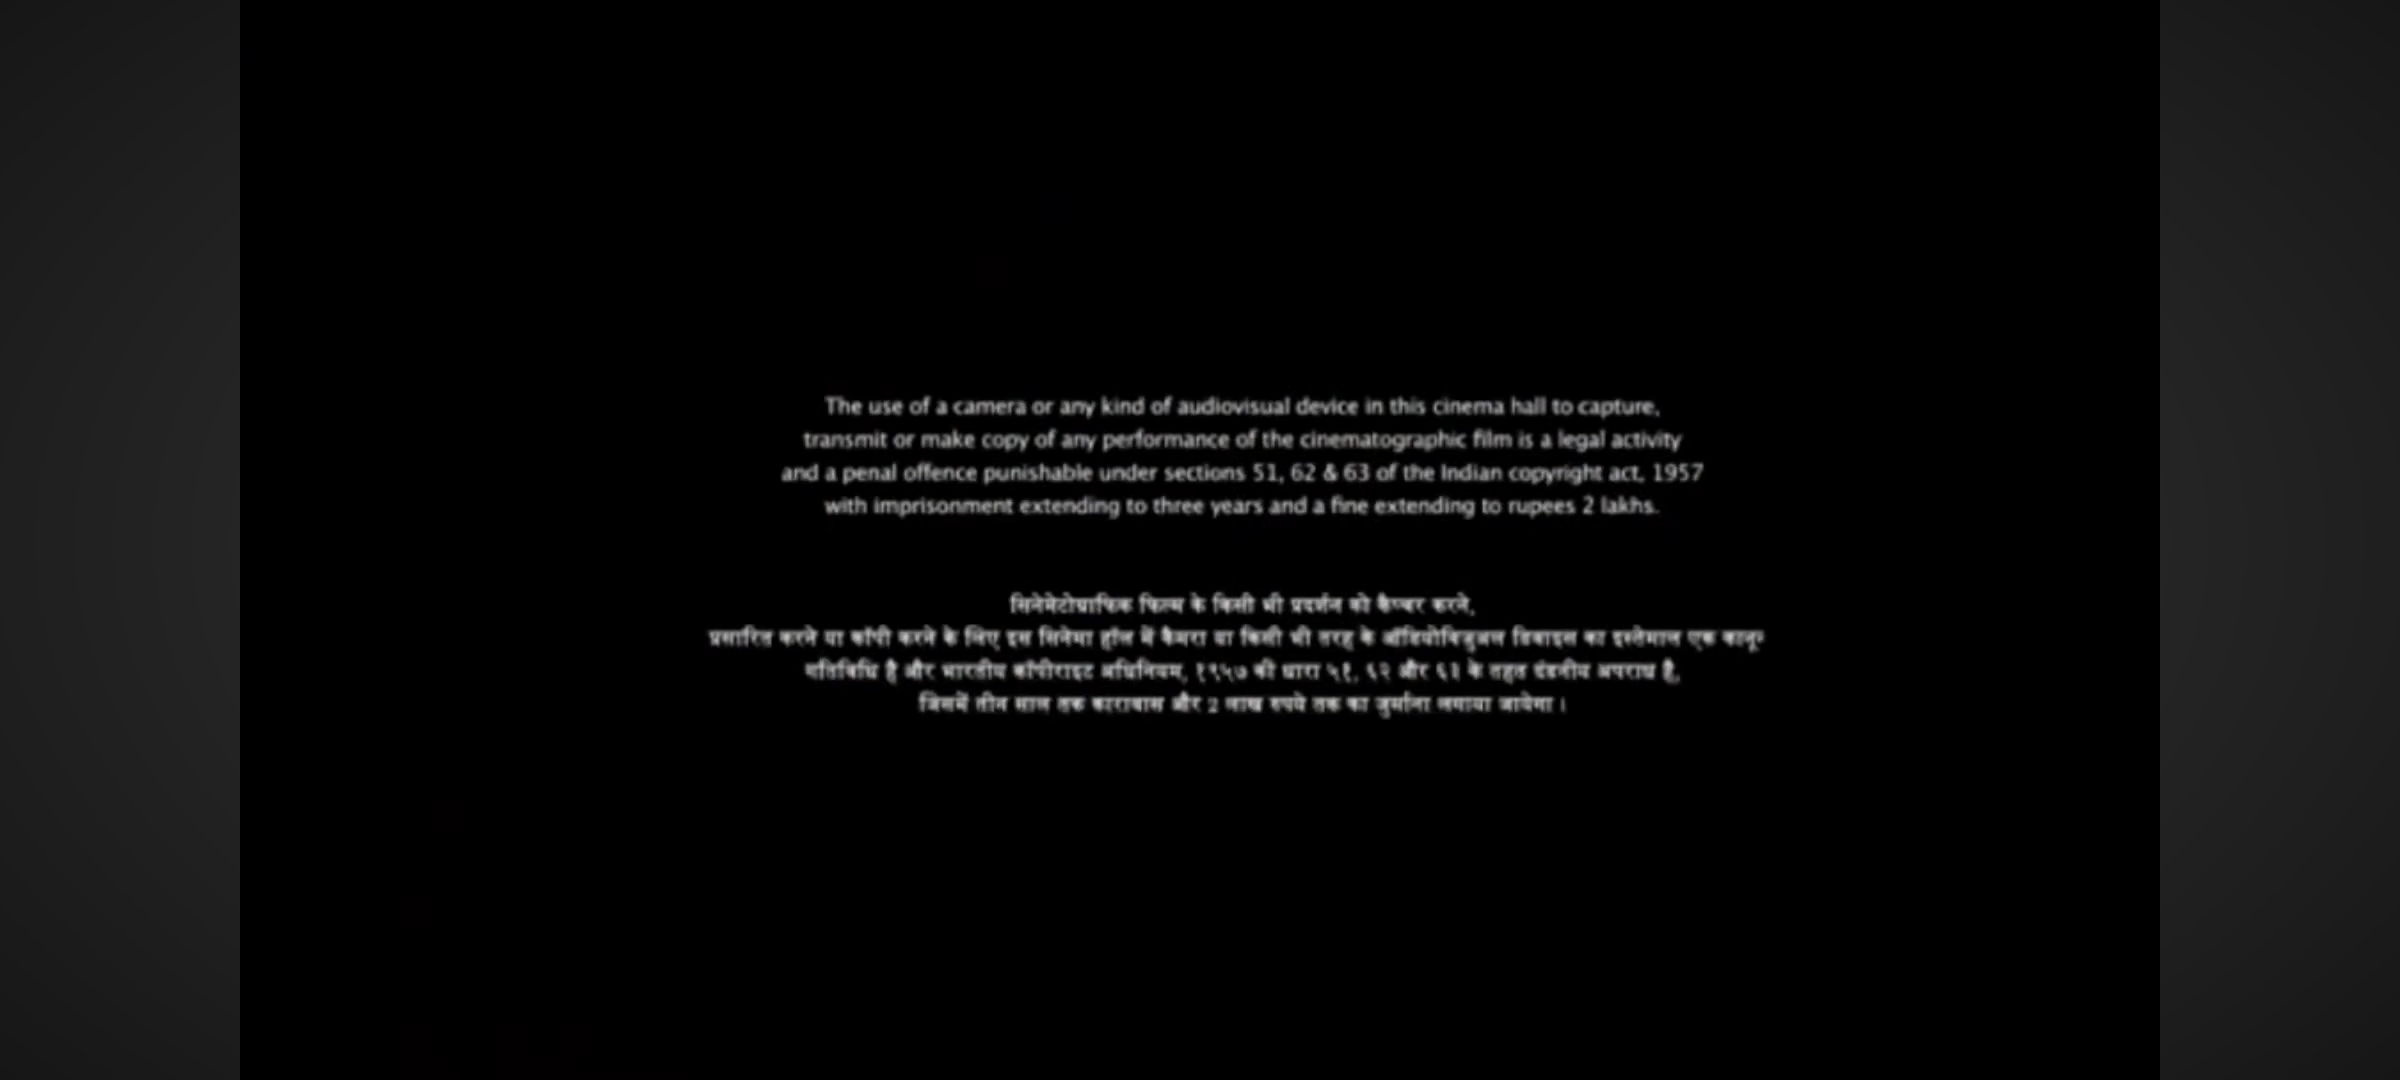 The use of a camera or any kind of audiovisual device in this cinema hall to capture,
transmit or make copy of any performance of the cinematographic film is a legal activity
and a penal offence punishable under sections 51, 62 & 63 of the Indian copyright act, 1957
with imprisonment extending to three years and a fine extending to rupees 2 lakhs.
सिनेमेटोग्राफिक फिल्म के किसी भी प्रदर्शन को कैप्चर करने,
प्रसारित करने या कॉपी करने के लिए इस सिनेमा हॉल में कैमरा या किसी भी तरह के ऑडियोविजुअल डिवाइस का इस्तेमाल एक
गतिविधि है और भारतीय कॉपीराइट अधिनियम, १९५७ की धारा ५१, ६२ और ६३ के तहत दंडनीय अपराध है,
जिसमें तीन साल तक कारावास और 2 लाख रुपये तक का जुर्माना लगाया जायेगा ।